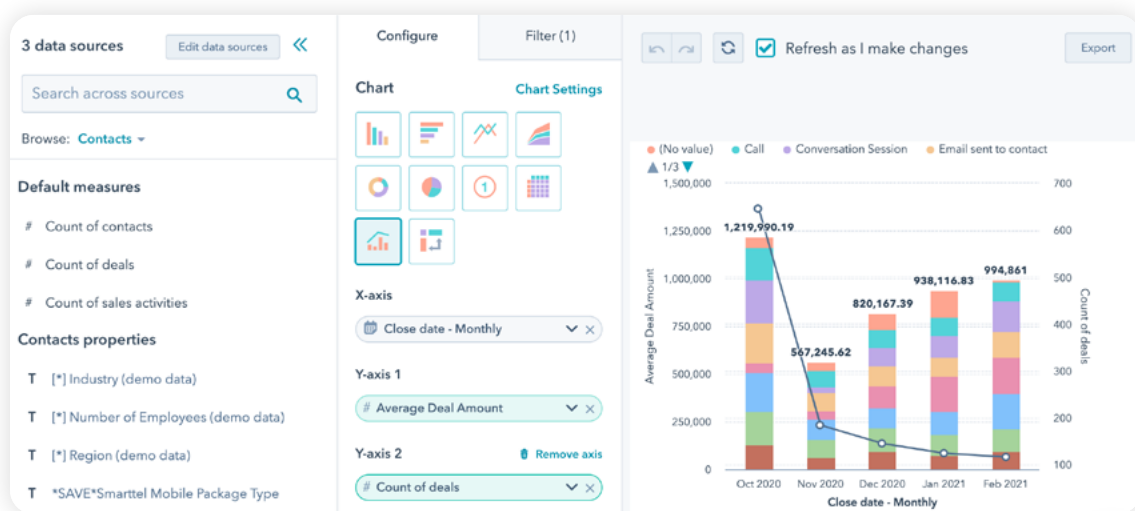 3 data sources
Edit data sources
Search across sources
Browse: Contacts
Default measures
# Count of contacts
# Count of deals
# Count of sales activities
Contacts properties
T [*] Industry (demo data)
T [*] Number of Employees (demo data)
T [*] Region (demo data)
T *SAVE*Smarttel Mobile Package Type
Configure
Filter (1)
Chart
Chart Settings
1
X-axis
Close date - Monthly
Y-axis 1
# Average Deal Amount
Y-axis 2
Remove axis
# Count of deals
Refresh as I make changes
Export
(No value) Call Conversation Session Email sent to contact
1/3
Average Deal Amount
1,500,000
1,250,000
1,000,000
750,000
500,000
250,000
0
1,219,990.19
567,245.62
820,167.39
938,116.83
994,861
700
600
500
400
300
200
100
Count of deals
Oct 2020 Nov 2020 Dec 2020 Jan 2021 Feb 2021
Close date - Monthly